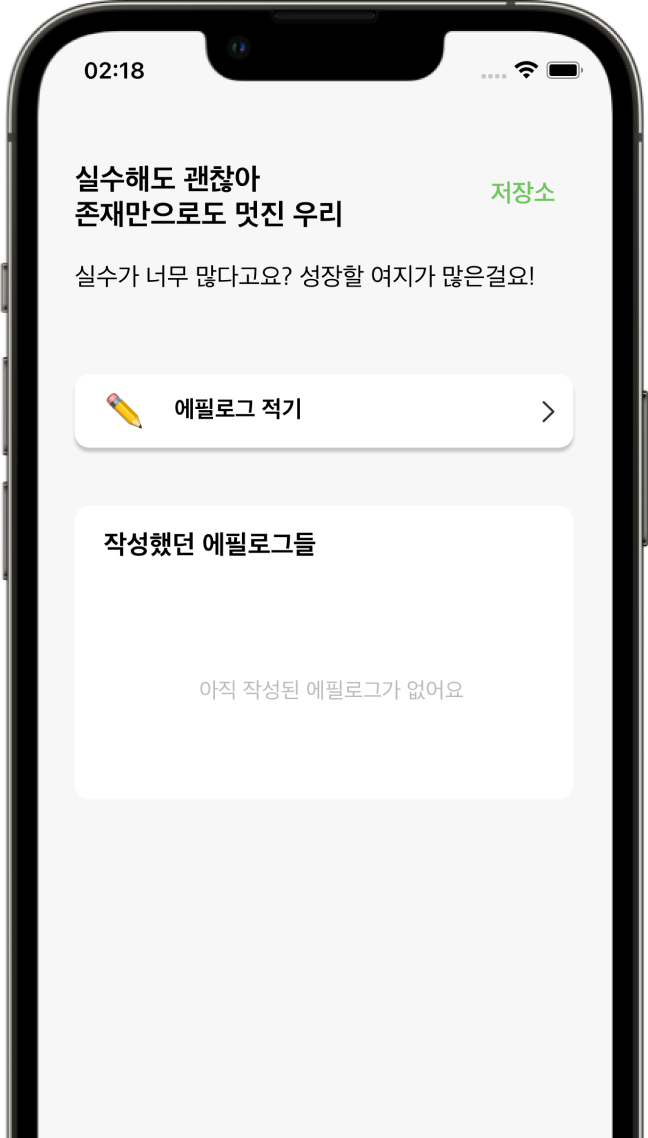 02:18
실수해도 괜찮아
존재만으로도 멋진 우리
저장소
실수가 너무 많다고요? 성장할 여지가 많은걸요!
에필로그 적기
작성했던 에필로그들
아직 작성된 에필로그가 없어요